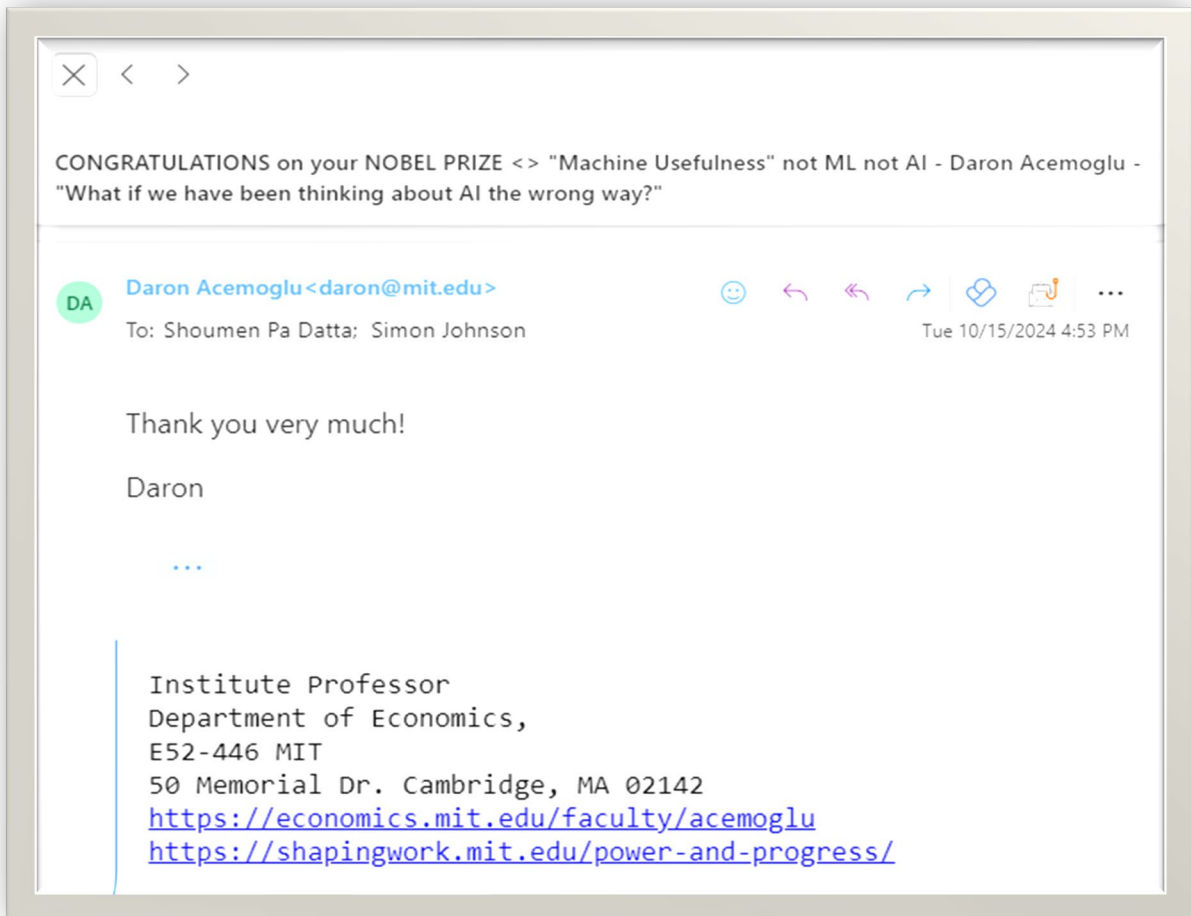 CONGRATULATIONS on your NOBEL PRIZE <> "Machine Usefulness" not ML not AI - Daron Acemoglu -
"What if we have been thinking about AI the wrong way?"
DA
Daron Acemoglu<daron@mit.edu>
To: Shoumen Pa Datta; Simon Johnson
Tue 10/15/2024 4:53 PM
Thank you very much!
Daron
...
Institute Professor
Department of Economics,
E52-446 MIT
50 Memorial Dr. Cambridge, MA 02142
https://economics.mit.edu/faculty/acemoglu
https://shapingwork.mit.edu/power-and-progress/